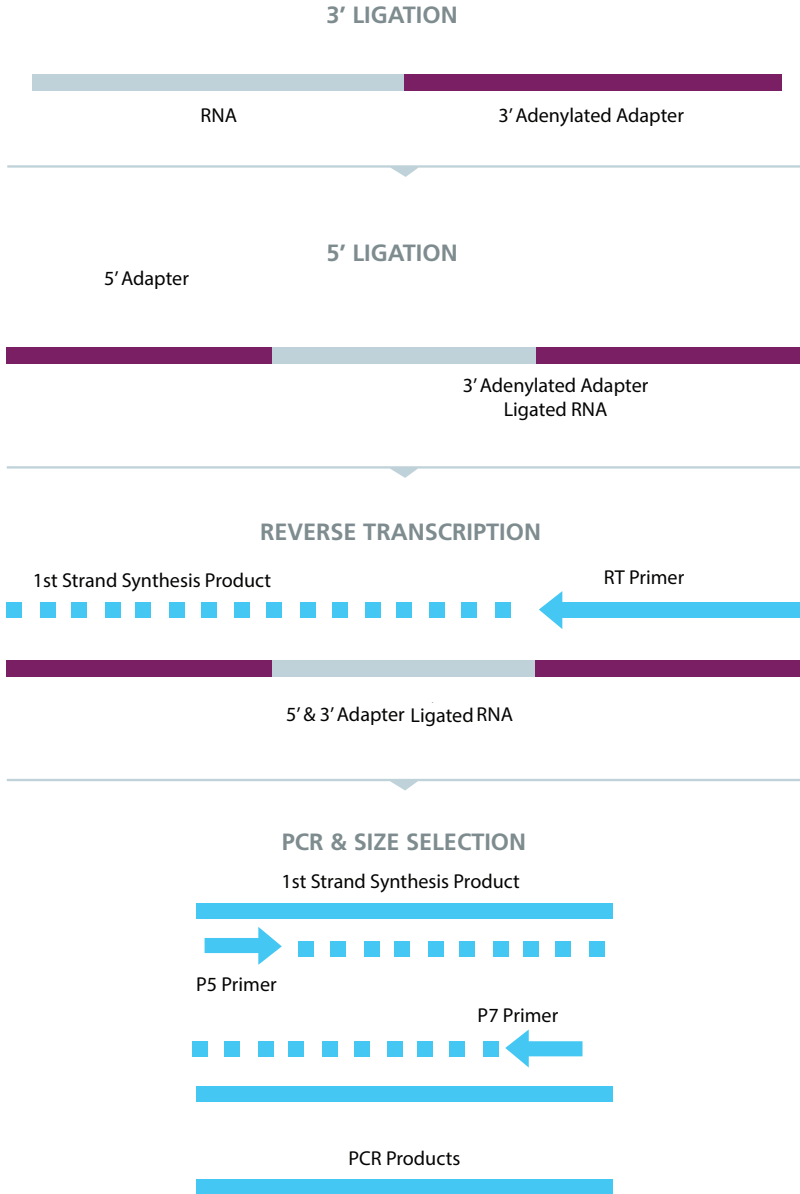 3’ LIGATION
RNA
3’ Adenylated Adapter
5’ LIGATION
5’ Adapter
3’ Adenylated Adapter
Ligated RNA
REVERSE TRANSCRIPTION
1st Strand Synthesis Product
RT Primer
5’ & 3’ Adapter Ligated RNA
PCR & SIZE SELECTION
1st Strand Synthesis Product
P5 Primer
P7 Primer
PCR Products